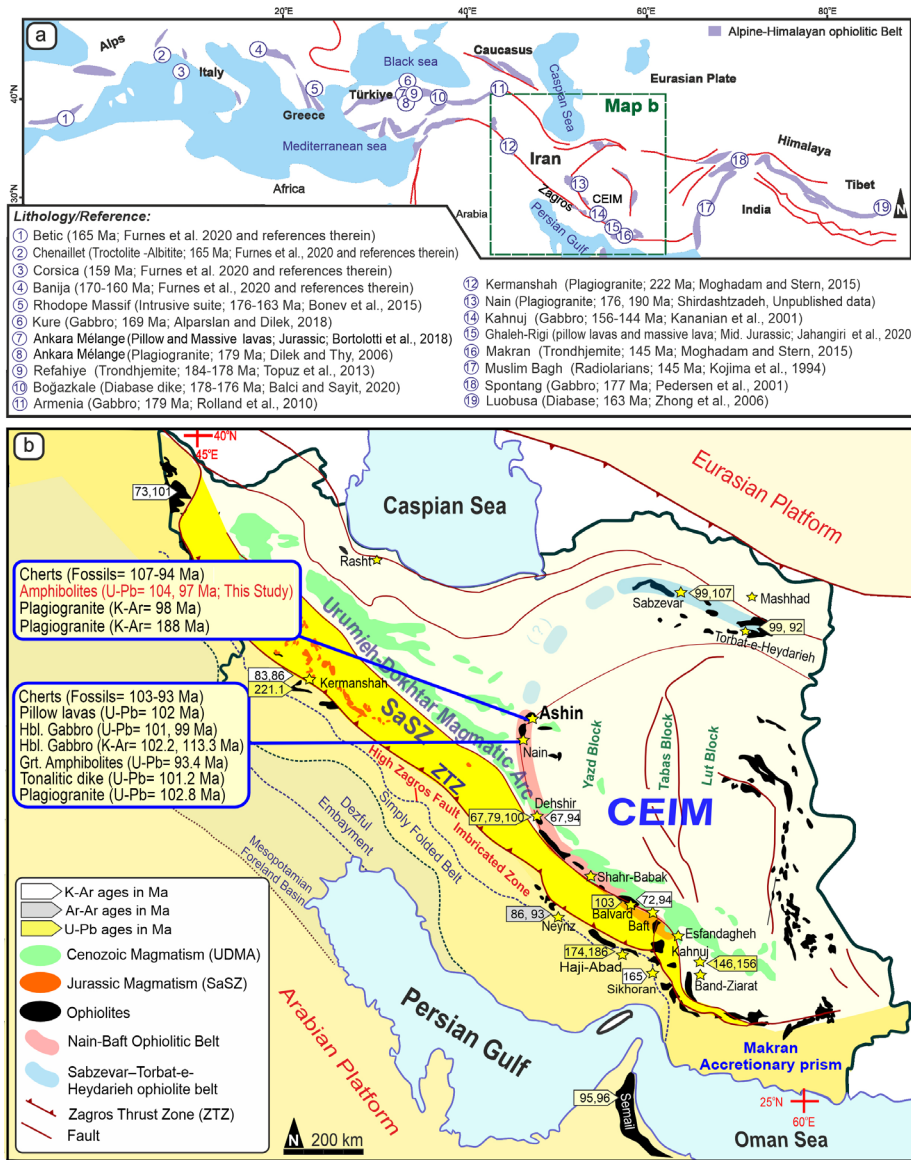 a
20°E
40°E
60°E
80°E
Alpine-Himalayan ophiolitic Belt
Alps
Caucasus
Black sea
Caspian Sea
Eurasian Plate
2
3
4
Italy
5
6
Türkiye
7
9
8
10
11
Map b
40°N
1
Greece
Mediterranean sea
12
Iran
Himalaya
18
Africa
Zagros
13
CEIM
14
15
16
17
India
Tibet
19
N
30°N
Arabia
Persian Gulf
Lithology/Reference:
1 Betic (165 Ma; Furnes et al. 2020 and references therein)
2 Chenaillet (Troctolite -Albitite; 165 Ma; Furnes et al., 2020 and references therein)
3 Corsica (159 Ma; Furnes et al. 2020 and references therein)
4 Banija (170-160 Ma; Furnes et al., 2020 and references therein)
5 Rhodope Massif (Intrusive suite; 176-163 Ma; Bonev et al., 2015)
6 Kure (Gabbro; 169 Ma; Alparslan and Dilek, 2018)
7 Ankara Mélange (Pillow and Massive lavas; Jurassic; Bortolotti et al., 2018)
8 Ankara Mélange (Plagiogranite; 179 Ma; Dilek and Thy, 2006)
9 Refahiye (Trondhjemite; 184-178 Ma; Topuz et al., 2013)
10 Boğazkale (Diabase dike; 178-176 Ma; Balci and Sayit, 2020)
11 Armenia (Gabbro; 179 Ma; Rolland et al., 2010)
12 Kermanshah (Plagiogranite; 222 Ma; Moghadam and Stern, 2015)
13 Nain (Plagiogranite; 176, 190 Ma; Shirdashtzadeh, Unpublished data)
14 Kahnuj (Gabbro; 156-144 Ma; Kananian et al., 2001)
15 Ghaleh-Rigi (pillow lavas and massive lava; Mid. Jurassic; Jahangiri et al., 2020
16 Makran (Trondhjemite; 145 Ma; Moghadam and Stern, 2015)
17 Muslim Bagh (Radiolarians; 145 Ma; Kojima et al., 1994)
18 Spontang (Gabbro; 177 Ma; Pedersen et al., 2001)
19 Luobusa (Diabase; 163 Ma; Zhong et al., 2006)
b
40°N
45°E
Eurasian Platform
Caspian Sea
73,101
Rasht
Cherts (Fossils= 107-94 Ma)
Amphibolites (U-Pb= 104, 97 Ma; This Study)
Plagiogranite (K-Ar= 98 Ma)
Plagiogranite (K-Ar= 188 Ma)
Sabzevar
99,107
Mashhad
99, 92
Torbat-e-Heydarieh
(?)
Urumieh-Dokhtar Magmatic Arc
83,86
221.1
Kermanshah
SaSZ
ZTZ
Cherts (Fossils= 103-93 Ma)
Pillow lavas (U-Pb= 102 Ma)
Hbl. Gabbro (U-Pb= 101, 99 Ma)
Hbl. Gabbro (K-Ar= 102.2, 113.3 Ma)
Grt. Amphibolites (U-Pb= 93.4 Ma)
Tonalitic dike (U-Pb= 101.2 Ma)
Plagiogranite (U-Pb= 102.8 Ma)
Ashin
Nain
Yazd Block
Tabas Block
Lut Block
CEIM
High Zagros Fault
Imbricated Zone
Simply Folded Belt
Dezful Embayment
Mesopotamian Foreland Basin
Dehshir
67,79,100
67,94
Shahr-Babak
103
72,94
Balvard
Baft
86, 93
Neyriz
Esfandagheh
Kahnuj
174,186
Haji-Abad
146,156
165
Sikhoran
Band-Ziarat
K-Ar ages in Ma
Ar-Ar ages in Ma
U-Pb ages in Ma
Cenozoic Magmatism (UDMA)
Jurassic Magmatism (SaSZ)
Ophiolites
Nain-Baft Ophiolitic Belt
Sabzevar–Torbat-e-
Heydarieh ophiolite belt
Zagros Thrust Zone (ZTZ)
Fault
Arabian Platform
Persian Gulf
Makran
Accretionary prism
95,96
Semail
25°N
60°E
Oman Sea
N
200 km